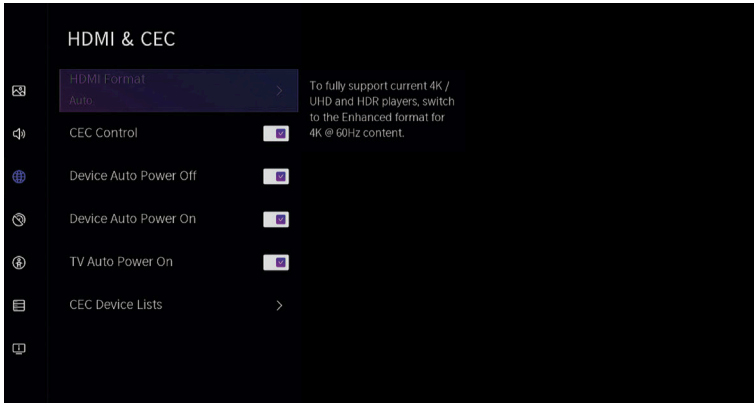 HDMI & CEC
HDMI Format
Auto
To fully support current 4K /
UHD and HDR players, switch
to the Enhanced format for
4K @ 60Hz content.
CEC Control
Device Auto Power Off
Device Auto Power On
TV Auto Power On
CEC Device Lists